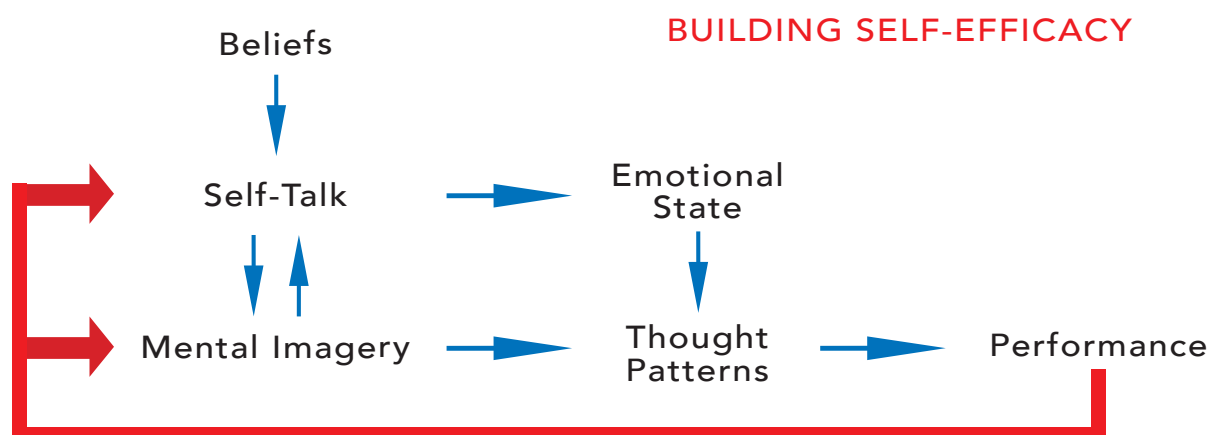 BUILDING SELF-EFFICACY
Beliefs
Self-Talk
Emotional
State
Mental Imagery
Thought
Patterns
Performance